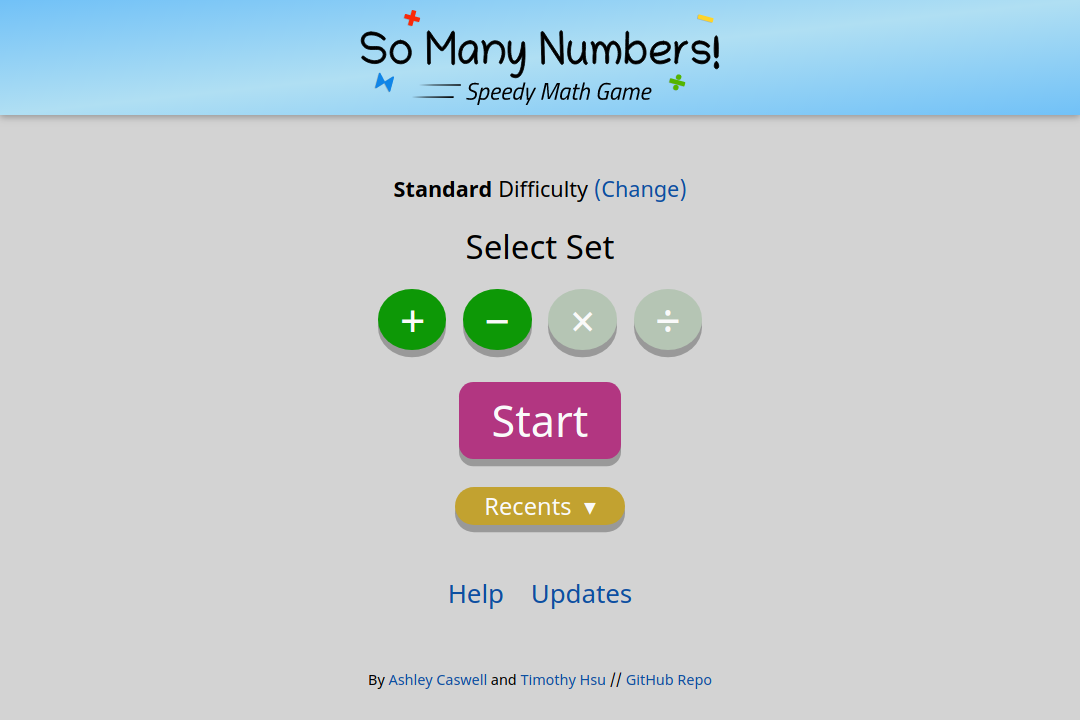 So Many Numbers!
Speedy Math Game
Standard Difficulty (Change)
Select Set
+ − × ÷
Start
Recents ▼
Help Updates
By Ashley Caswell and Timothy Hsu // GitHub Repo